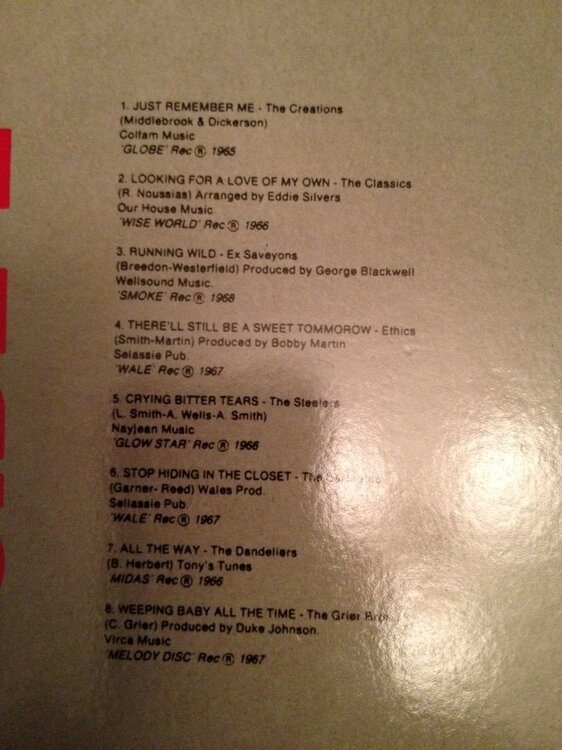 1. JUST REMEMBER ME - The Creations
(Middlebrook & Dickerson)
Colfam Music
'GLOBE' Rec Ⓡ 1965
2. LOOKING FOR A LOVE OF MY OWN - The Classics
(R. Noussias) Arranged by Eddie Silvers
Our House Music
'WISE WORLD' Rec Ⓡ 1966
3. RUNNING WILD - Ex Saveyons
(Breedon-Westerfield) Produced by George Blackwell
Wellsound Music.
'SMOKE' Rec Ⓡ 1968
4. THERE'LL STILL BE A SWEET TOMMOROW - Ethics
(Smith-Martin) Produced by Bobby Martin
Selassie Pub.
'WALE' Rec Ⓡ 1967
5. CRYING BITTER TEARS - The Steelers
(L. Smith-A. Wells-A. Smith)
Nayjean Music
'GLOW STAR' Rec Ⓡ 1966
6. STOP HIDING IN THE CLOSET - The
(Garner- Reed) Wales Prod.
Sellassie Pub.
'WALE' Rec Ⓡ 1967
7. ALL THE WAY - The Dandeliers
(B. Herbert) Tony's Tunes
MIDAS' Rec Ⓡ 1966
8. WEEPING BABY ALL THE TIME - The Grier
(C. Grier) Produced by Duke Johnson.
Virca Music
'MELODY DISC' Rec Ⓡ 1967